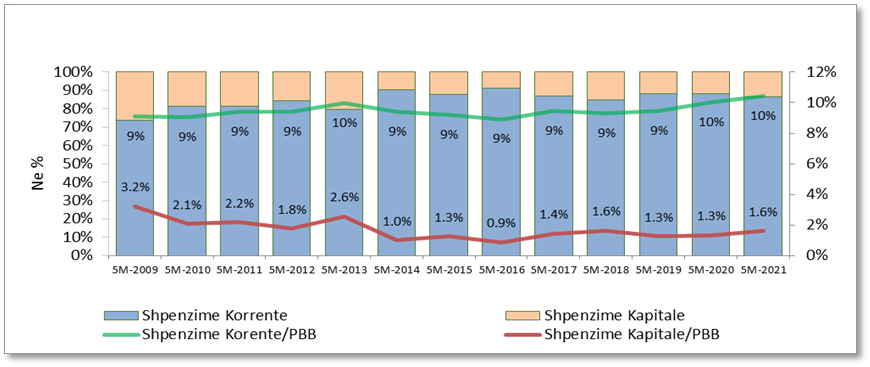 100% 12%
90%
80% 10%
70% 9% 9% 9% 9% 10% 9% 9% 9% 9% 9% 9% 10% 10% 8%
60%
50% 6%
40%
30% 3.2% 2.1% 2.2% 1.8% 2.6% 1.0% 1.3% 0.9% 1.4% 1.6% 1.3% 1.3% 1.6% 4%
20% 2%
10%
0% 0%
Ne %
5M-2009 5M-2010 5M-2011 5M-2012 5M-2013 5M-2014 5M-2015 5M-2016 5M-2017 5M-2018 5M-2019 5M-2020 5M-2021
Shpenzime Korrente Shpenzime Kapitale
Shpenzime Korente/PBB Shpenzime Kapitale/PBB